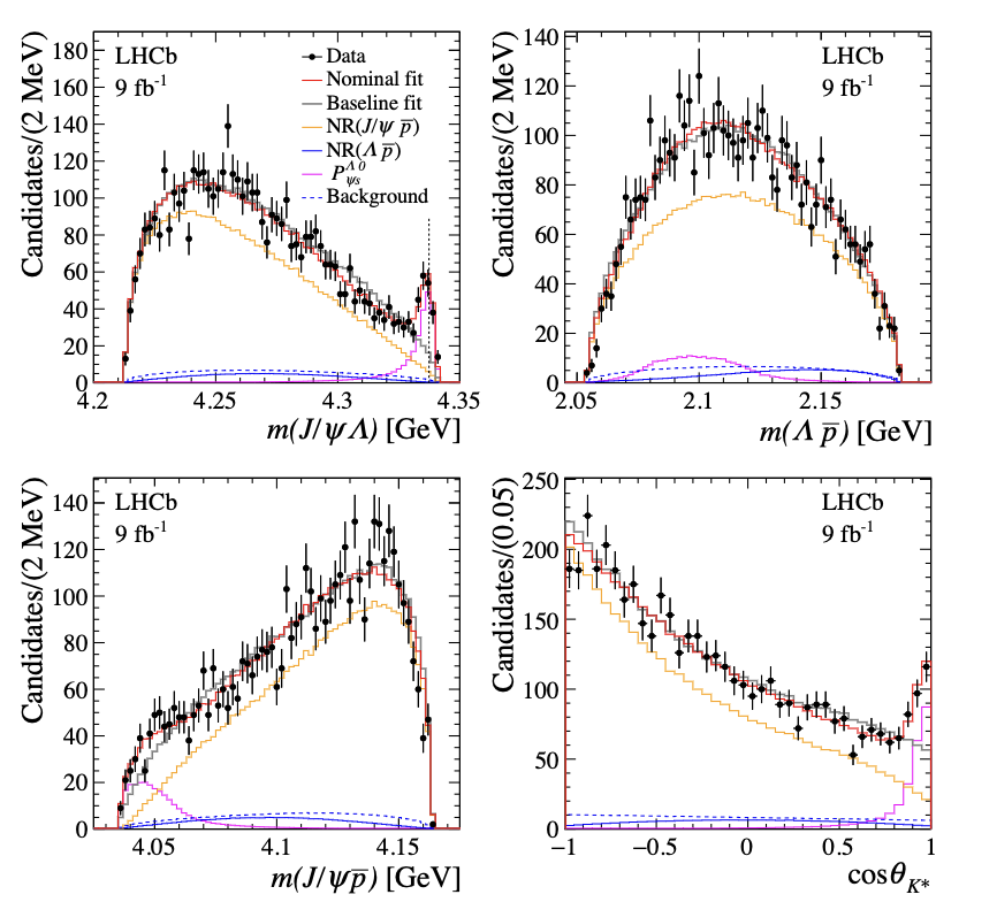 Candidates/(2 MeV)
180
160
140
120
100
80
60
40
20
0
LHCb
9 fb⁻¹
Data
Nominal fit
Baseline fit
NR(J/ψ p̅)
NR(Λ p̅)
P_ψs^Λ0
Background
4.2 4.25 4.3 4.35
m(J/ψ Λ) [GeV]
Candidates/(2 MeV)
140
120
100
80
60
40
20
0
LHCb
9 fb⁻¹
2.05 2.1 2.15
m(Λ p̅) [GeV]
Candidates/(2 MeV)
140
120
100
80
60
40
20
0
LHCb
9 fb⁻¹
4.05 4.1 4.15
m(J/ψ p̅) [GeV]
Candidates/(0.05)
250
200
150
100
50
0
LHCb
9 fb⁻¹
−1 −0.5 0 0.5 1
cosθ_K*